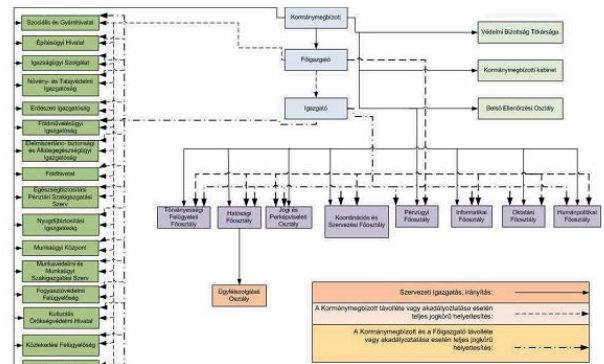 Szociális és Gyámhivatal
Építésügyi Hivatal
Igazságügyi Szolgálat
Növény- és Talajvédelmi
Igazgatóság
Erdészeti Igazgatóság
Földművelésügyi
Igazgatóság
Élelmiszerlánc- biztonsági
és Állategészségügyi
Igazgatóság
Földhivatal
Egészségbiztosítási
Pénztári Szakigazgatási
Szerv
Nyugdíjbiztosítási
Igazgatóság
Munkaügyi Központ
Munkavédelmi és
Munkaügyi
Szakigazgatási Szerv
Fogyasztóvédelmi
Felügyelőség
Kulturális
Örökségvédelmi Hivatal
Közlekedési Felügyelőség
Kormánymegbízott
Főigazgató
Igazgató
Védelmi Bizottság Titkársága
Kormánymegbízotti kabinet
Belső Ellenőrzési Osztály
Törvényességi
Felügyeleti
Főosztály
Hatósági
Főosztály
Jogi és
Perképviseleti
Osztály
Koordinációs és
Szervezési Főosztály
Pénzügyi
Főosztály
Informatikai
Főosztály
Oktatási
Főosztály
Humánpolitikai
Főosztály
Ügyfélszolgálati
Osztály
Szervezeti igazgatás, irányítás:
A Kormánymegbízott távolléte vagy akadályoztatása esetén
teljes jogkörű helyettesítés:
A Kormánymegbízott és a Főigazgató távolléte
vagy akadályoztatása esetén teljes jogkörű
helyettesítés: